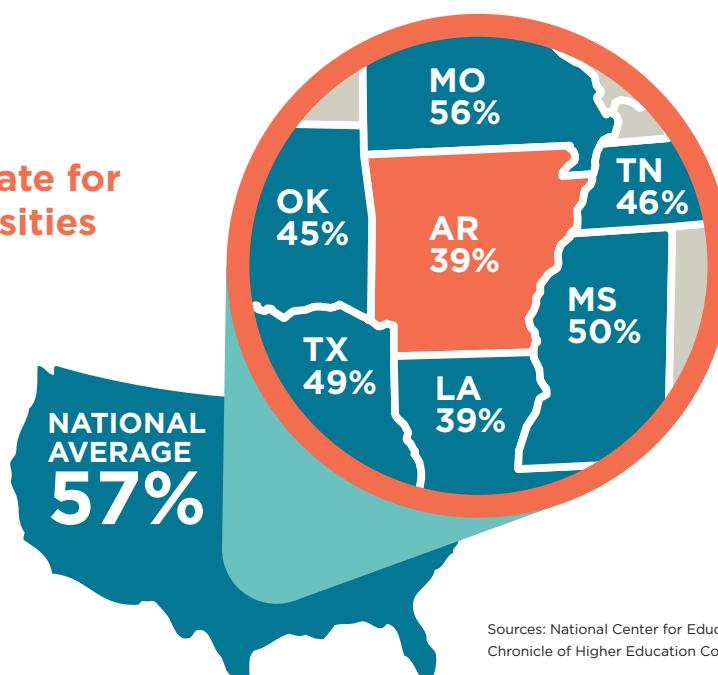 ate for
sities
MO
56%
TN
46%
OK
45%
AR
39%
MS
50%
TX
49%
LA
39%
NATIONAL
AVERAGE
57%
Sources: National Center for Educ
Chronicle of Higher Education Co